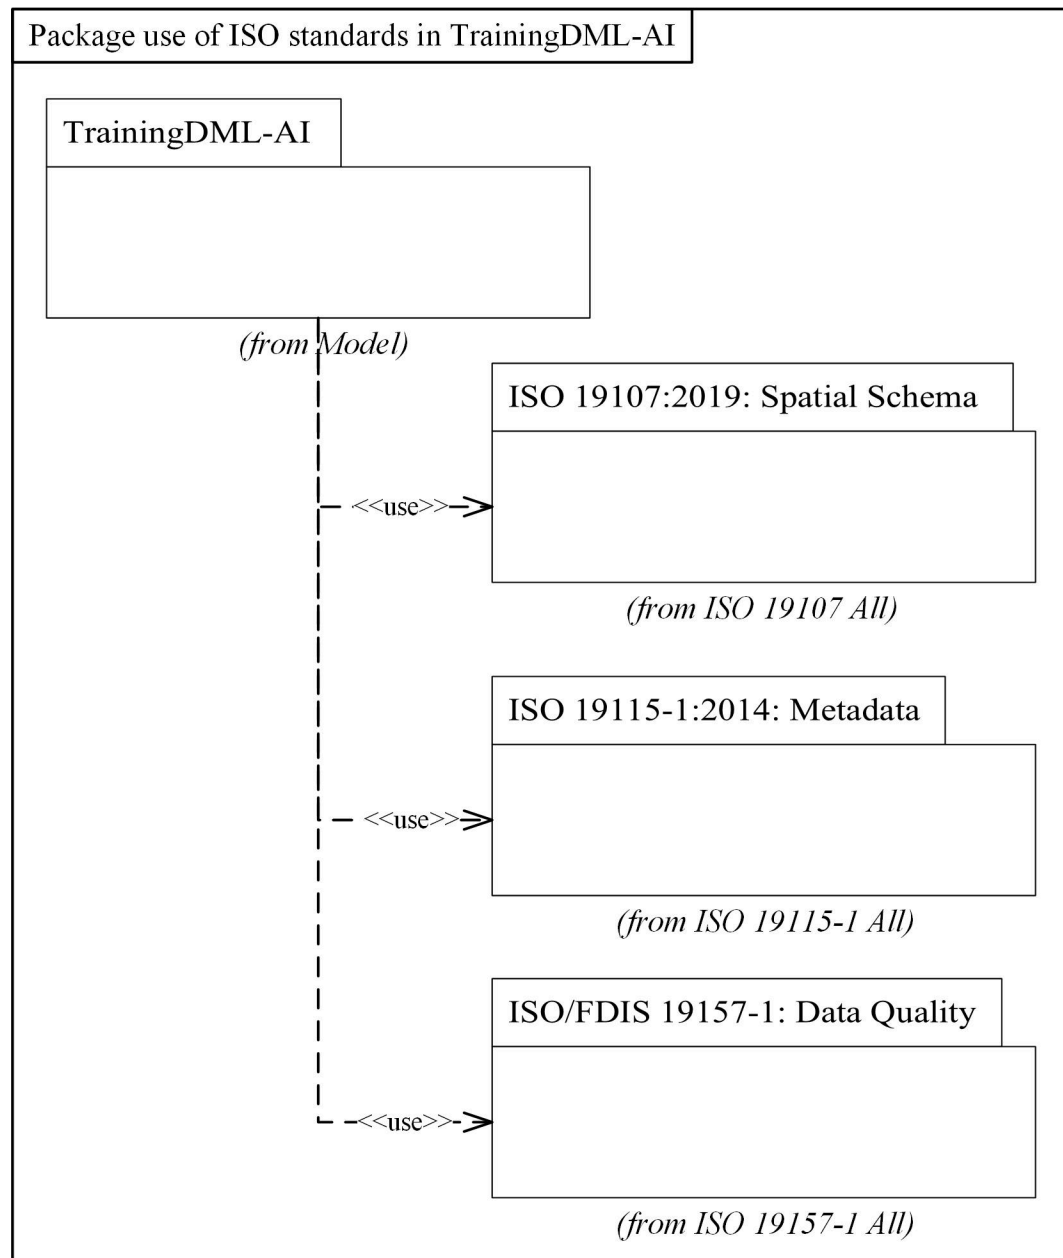 Package use of ISO standards in TrainingDML-AI
TrainingDML-AI
(from Model)
ISO 19107:2019: Spatial Schema
<<use>>
(from ISO 19107 All)
ISO 19115-1:2014: Metadata
<<use>>
(from ISO 19115-1 All)
ISO/FDIS 19157-1: Data Quality
<<use>>
(from ISO 19157-1 All)